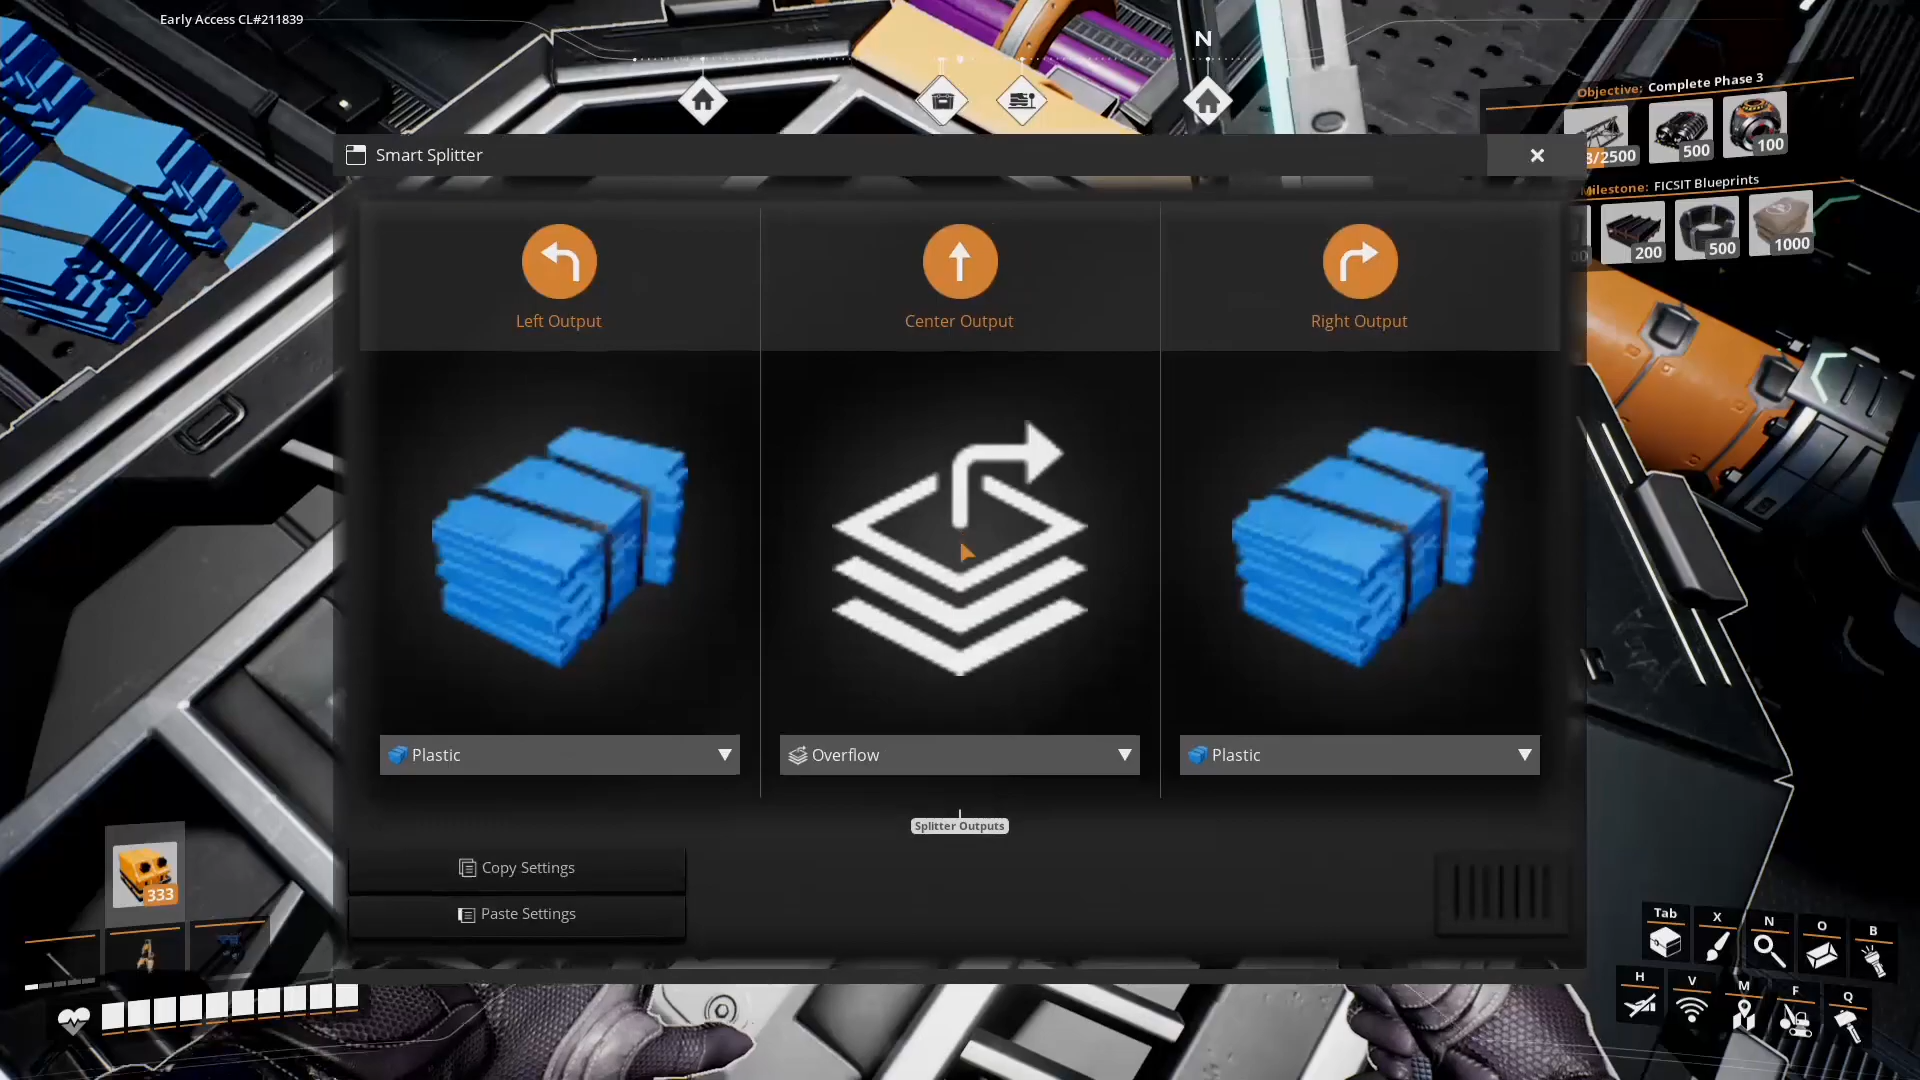 Early Access CL#211839
N
Objective: Complete Phase 3
3/2500
500
100
Milestone: FICSIT Blueprints
200
500
1000
Smart Splitter
Left Output
Center Output
Right Output
Plastic
Overflow
Plastic
Splitter Outputs
Copy Settings
Paste Settings
333
Tab
X
N
O
B
H
V
M
F
Q